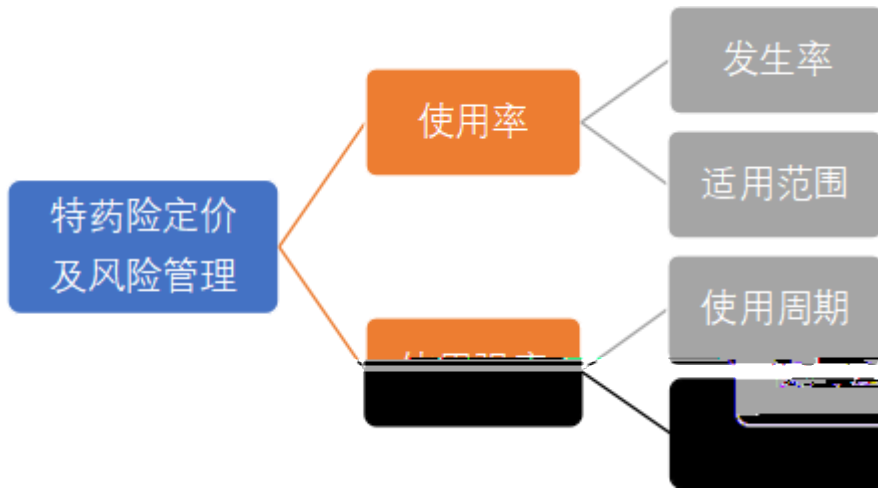 特药险定价
及风险管理
使用率
发生率
适用范围
使用周期